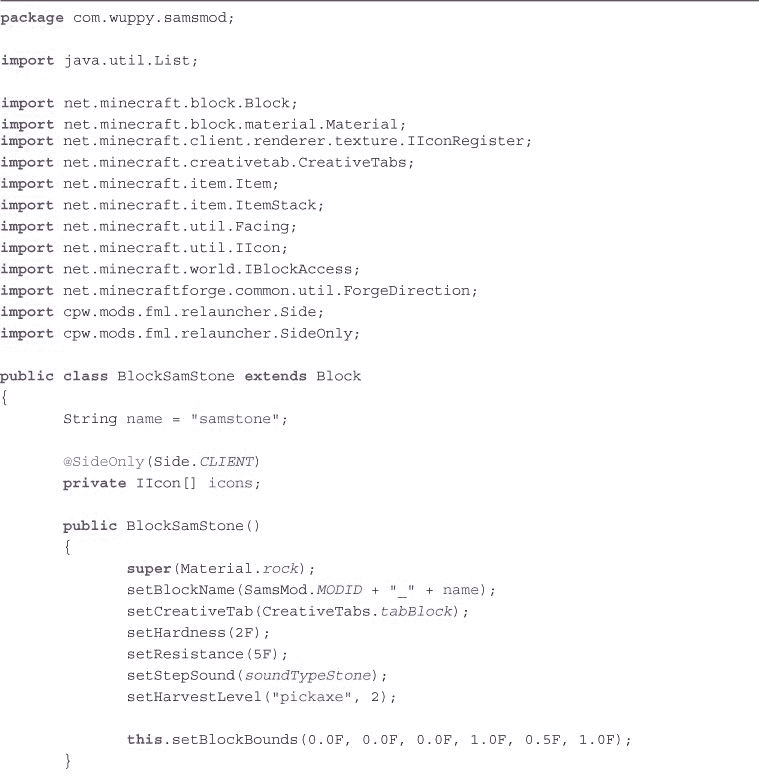 package com.wuppy.samsmod;
import java.util.List;
import net.minecraft.block.Block;
import net.minecraft.block.material.Material;
import net.minecraft.client.renderer.texture.IIconRegister;
import net.minecraft.creativetab.CreativeTabs;
import net.minecraft.item.Item;
import net.minecraft.item.ItemStack;
import net.minecraft.util.Facing;
import net.minecraft.util.IIcon;
import net.minecraft.world.IBlockAccess;
import net.minecraftforge.common.util.ForgeDirection;
import cpw.mods.fml.relauncher.Side;
import cpw.mods.fml.relauncher.SideOnly;
public class BlockSamStone extends Block
{
String name = "samstone";
@SideOnly(Side.CLIENT)
private IIcon[] icons;
public BlockSamStone()
{
super(Material.rock);
setBlockName(SamsMod.MODID + "_" + name);
setCreativeTab(CreativeTabs.tabBlock);
setHardness(2F);
setResistance(5F);
setStepSound(soundTypeStone);
setHarvestLevel("pickaxe", 2);
this.setBlockBounds(0.0F, 0.0F, 0.0F, 1.0F, 0.5F, 1.0F);
}